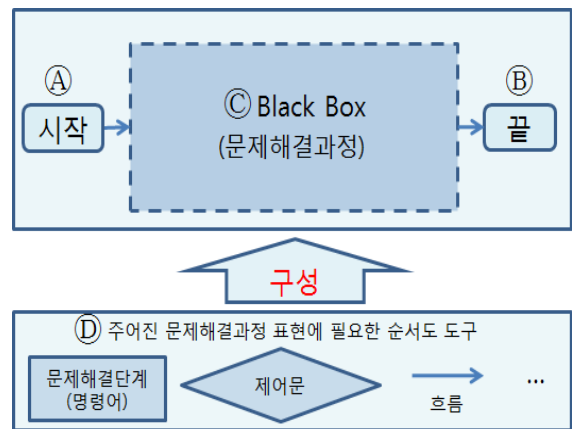 Ⓐ
시작
Ⓒ Black Box
(문제해결과정)
Ⓑ
끝
구성
Ⓓ 주어진 문제해결과정 표현에 필요한 순서도 도구
문제해결단계
(명령어)
제어문
흐름
...